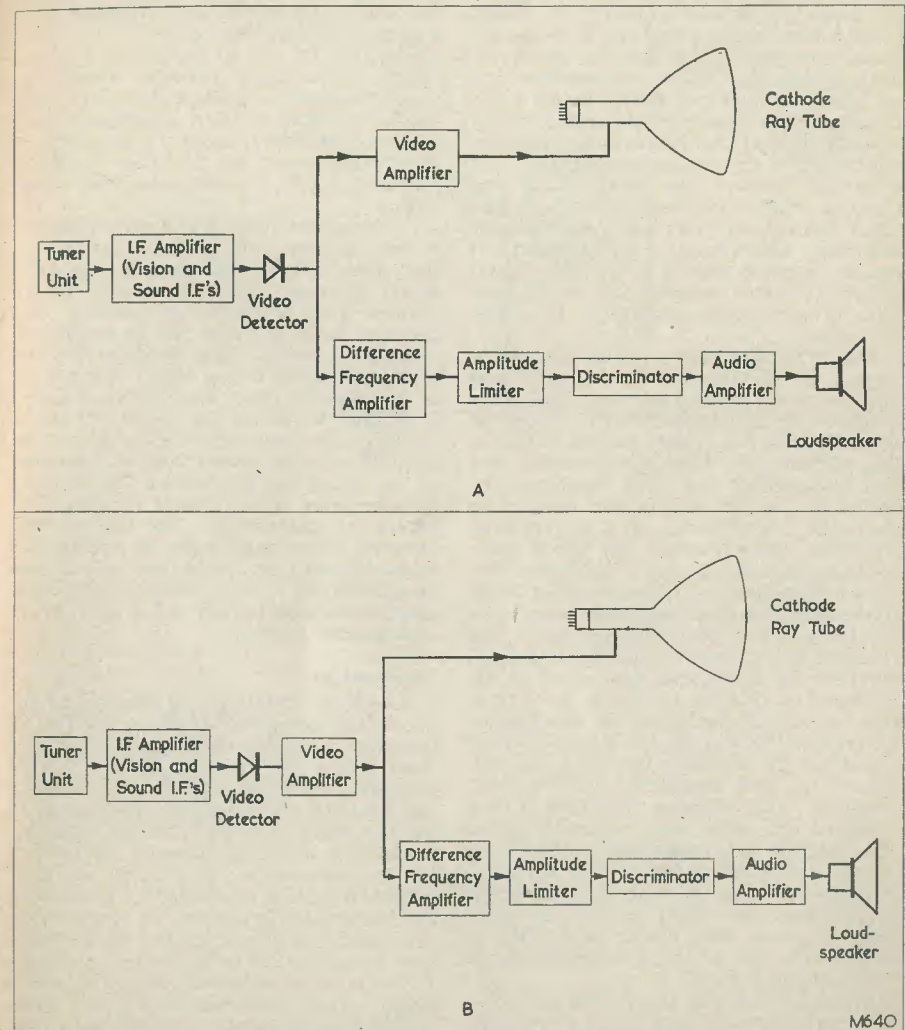 Cathode
Ray Tube
Video
Amplifier
Tuner
Unit
I.F. Amplifier
(Vision and
Sound I.F.'s)
Video
Detector
Difference
Frequency
Amplifier
Amplitude
Limiter
Discriminator
Audio
Amplifier
Loudspeaker
A
Cathode
Ray Tube
Tuner
Unit
I.F. Amplifier
(Vision and
Sound I.F.'s)
Video
Detector
Video
Amplifier
Difference
Frequency
Amplifier
Amplitude
Limiter
Discriminator
Audio
Amplifier
Loud-
speaker
B
M640